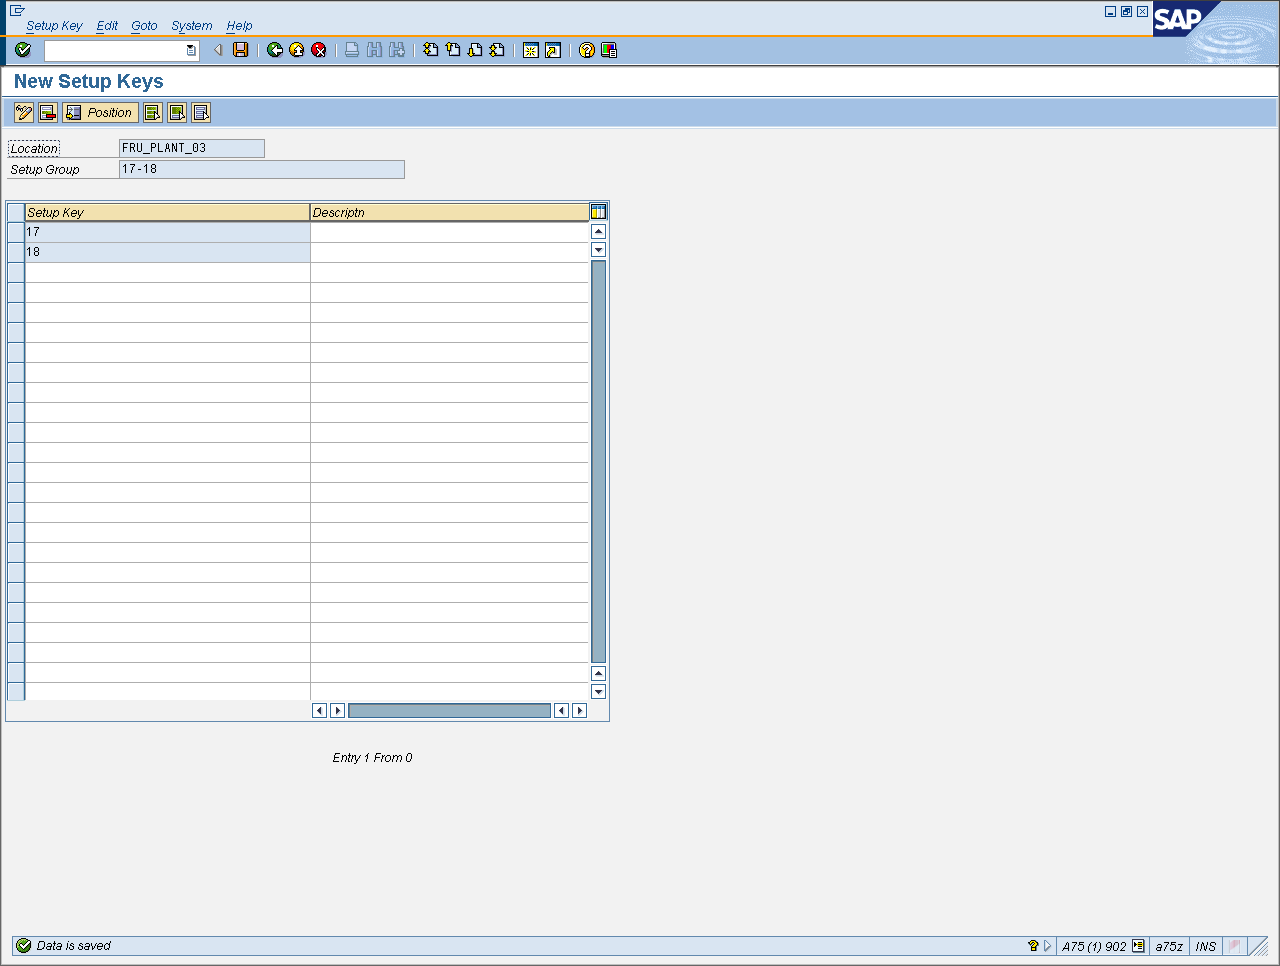 Setup Key Edit Goto System Help
SAP
New Setup Keys
Position
Location FRU_PLANT_03
Setup Group 17-18
Setup Key Descriptn
17
18
Entry 1 From 0
Data is saved A75 (1) 902 a75z INS